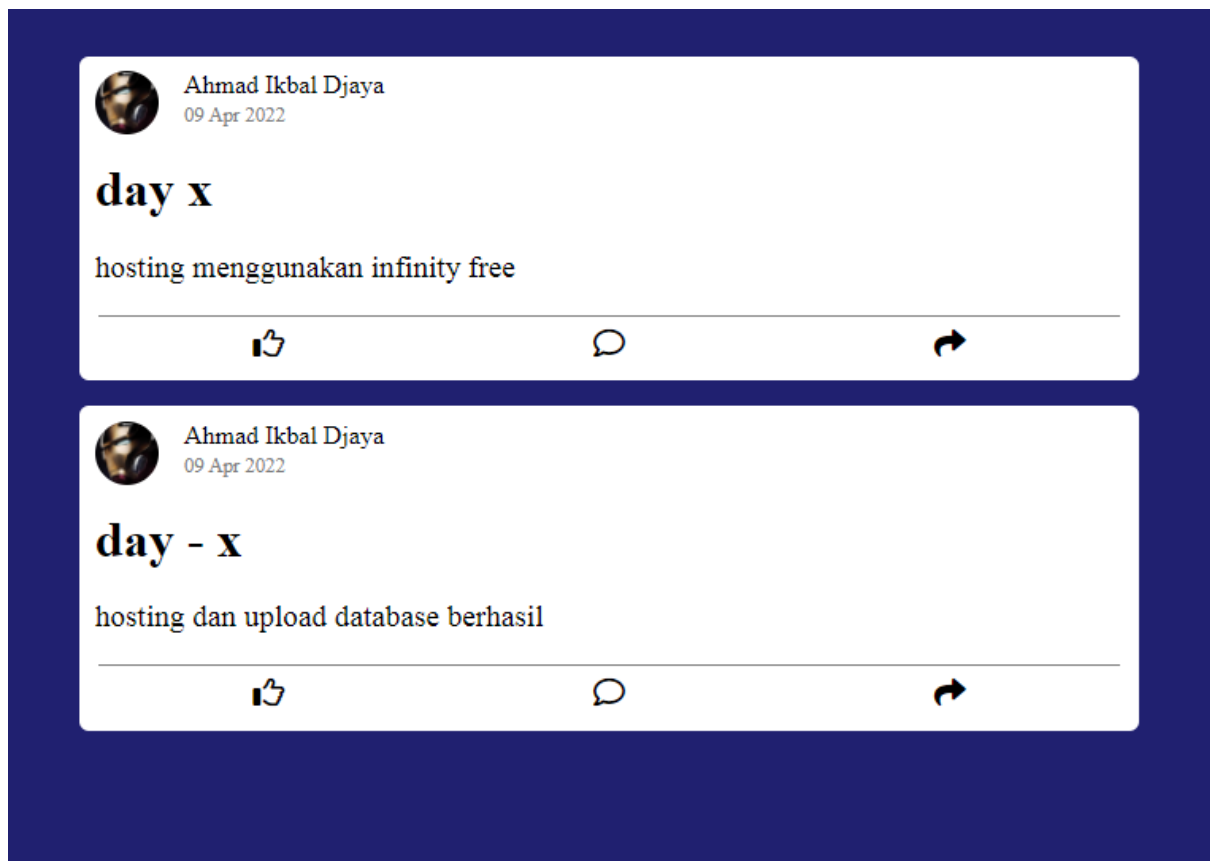 Ahmad Ikbal Djaya
09 Apr 2022
day x
hosting menggunakan infinity free
Ahmad Ikbal Djaya
09 Apr 2022
day - x
hosting dan upload database berhasil